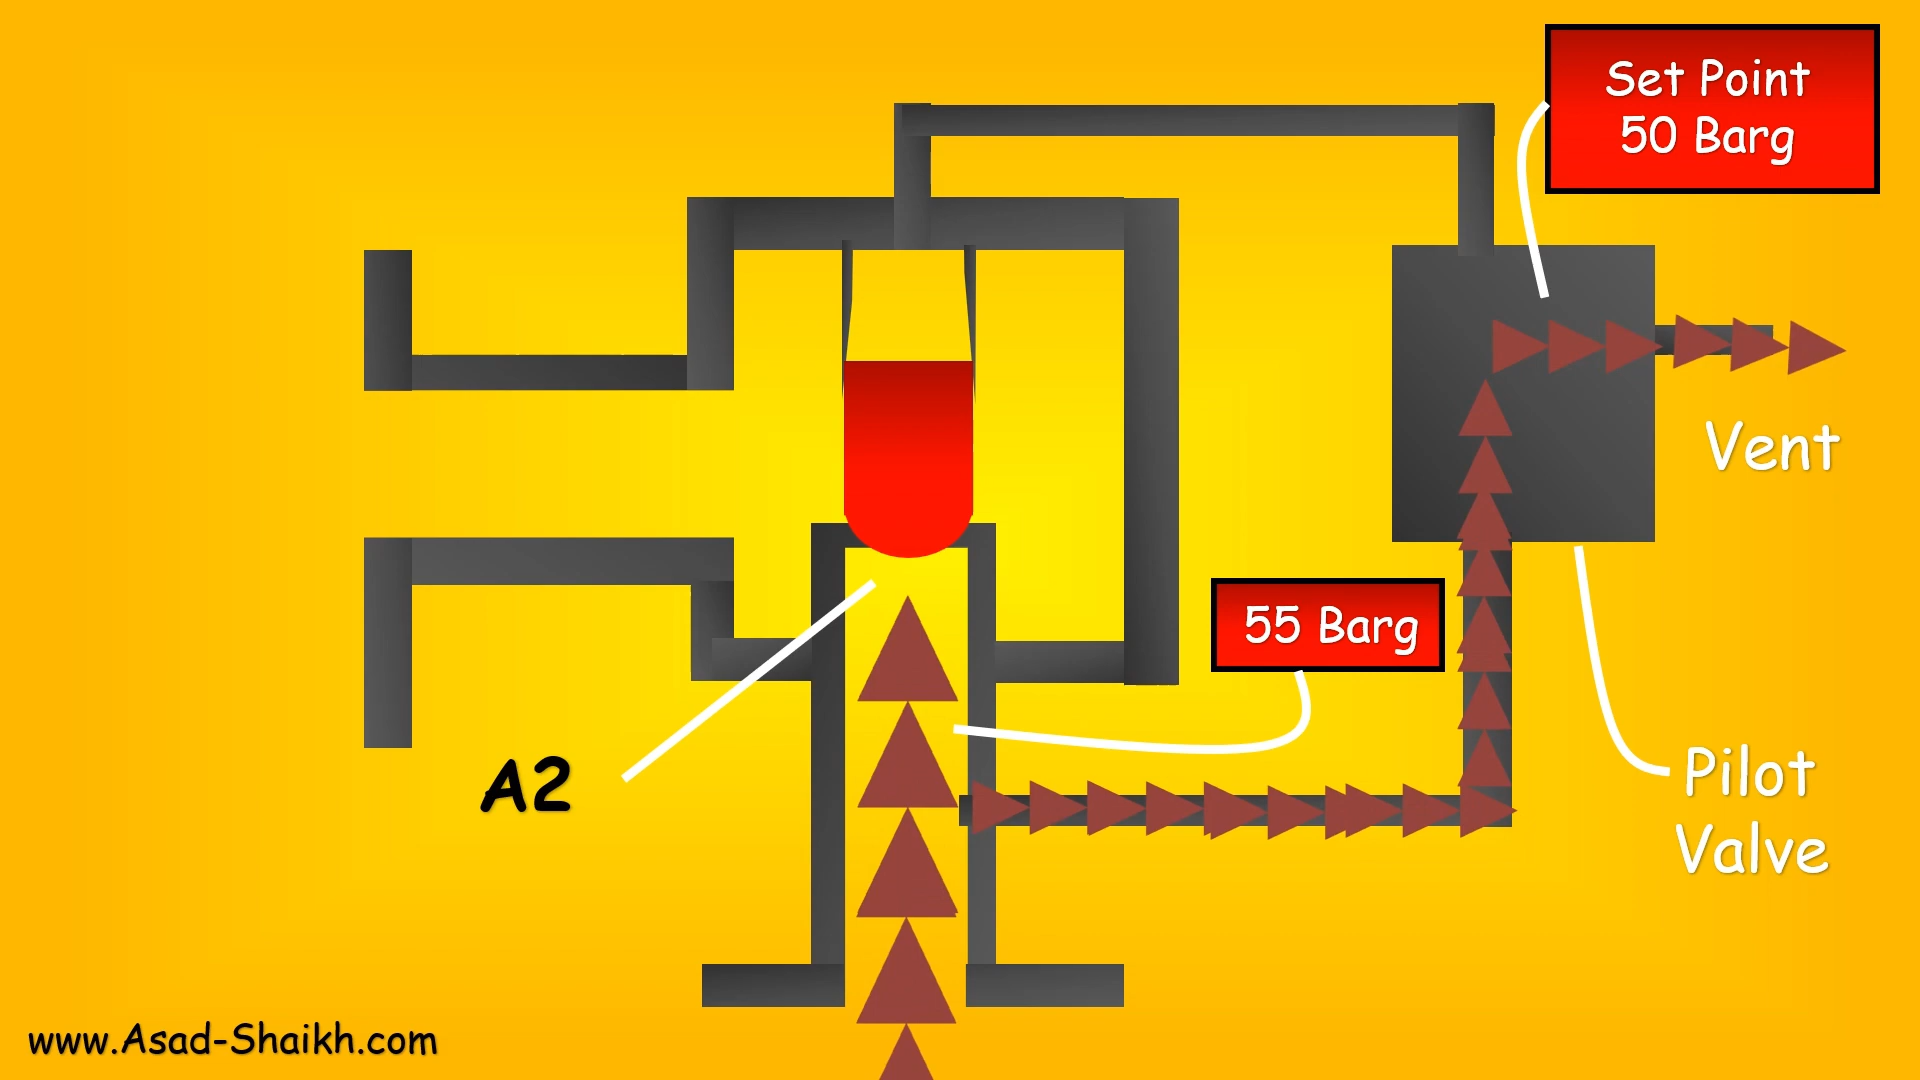 Set Point
50 Barg
Vent
55 Barg
A2
Pilot
Valve
www.Asad-Shaikh.com